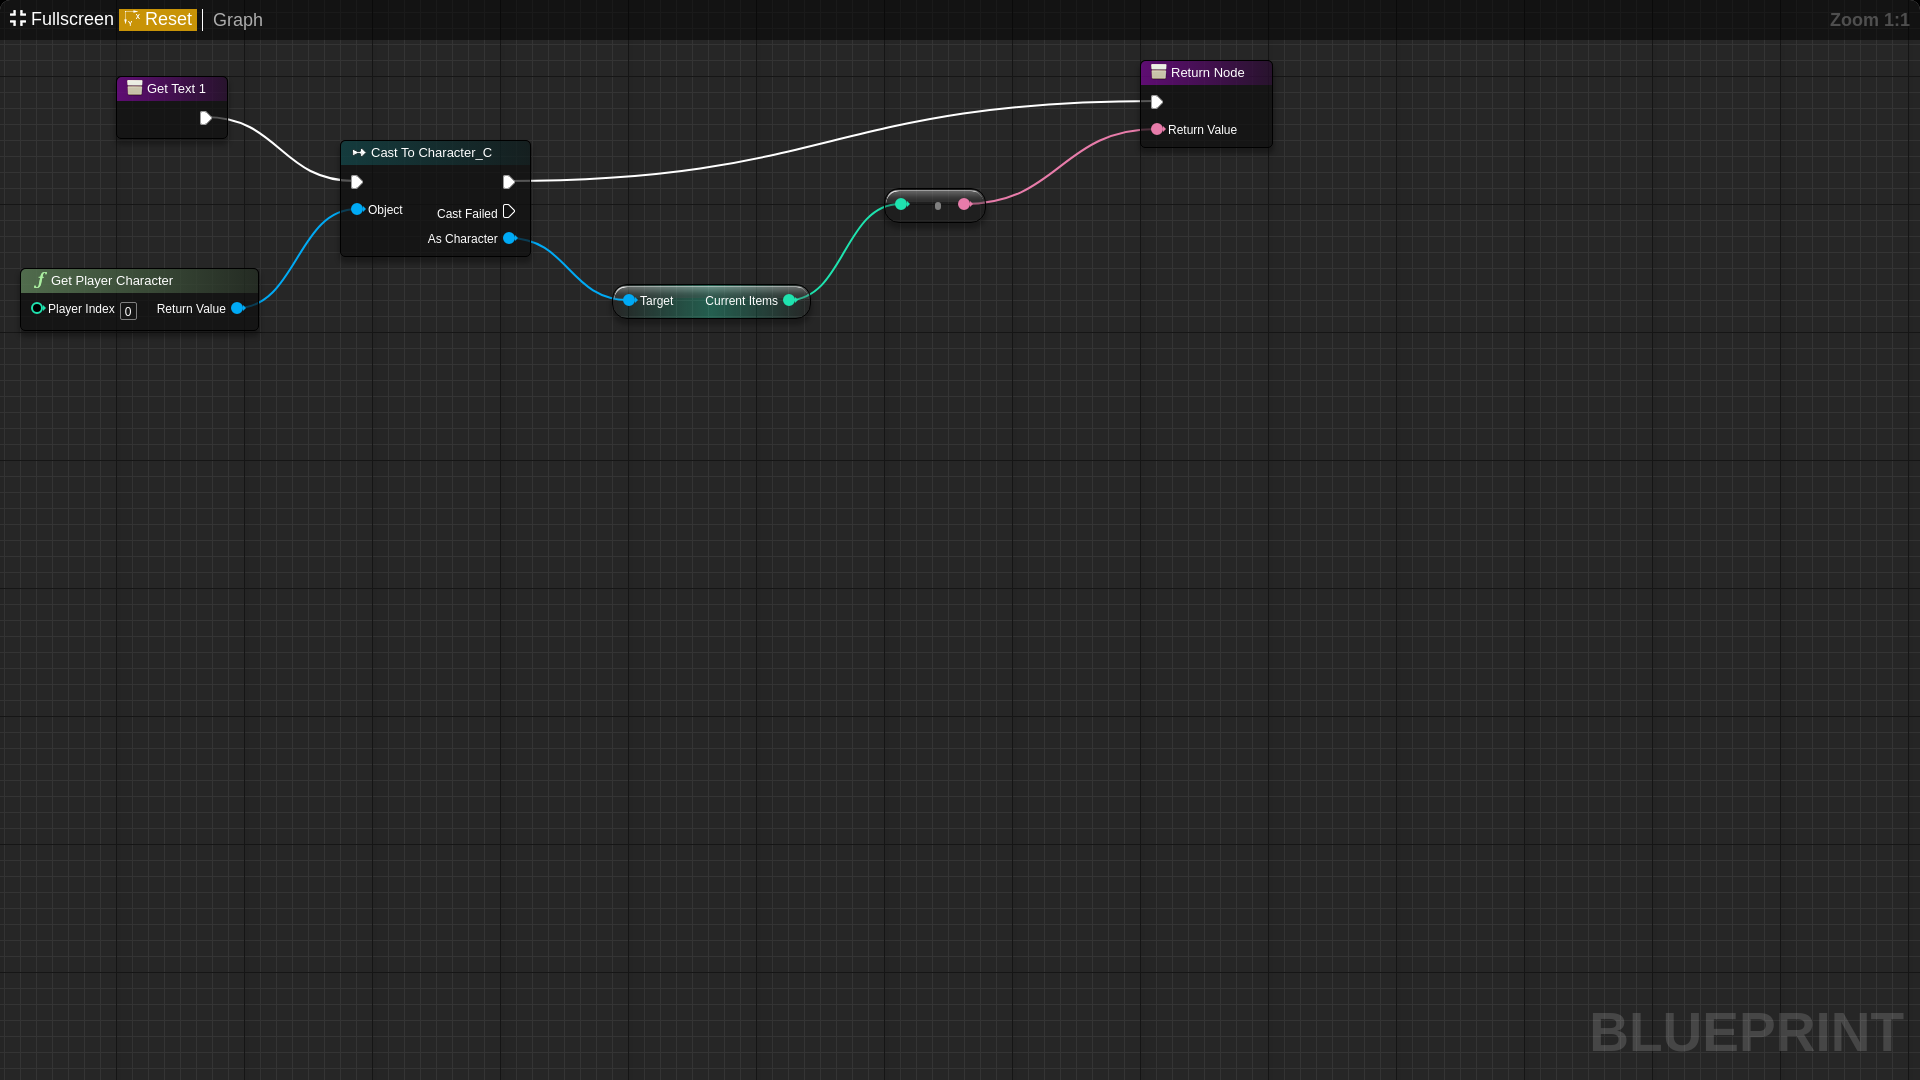 Fullscreen Reset Graph Zoom 1:1
Get Text 1
Return Node
Return Value
Cast To Character_C
Object
Cast Failed
As Character
Get Player Character
Player Index 0 Return Value
Target Current Items
BLUEPRINT